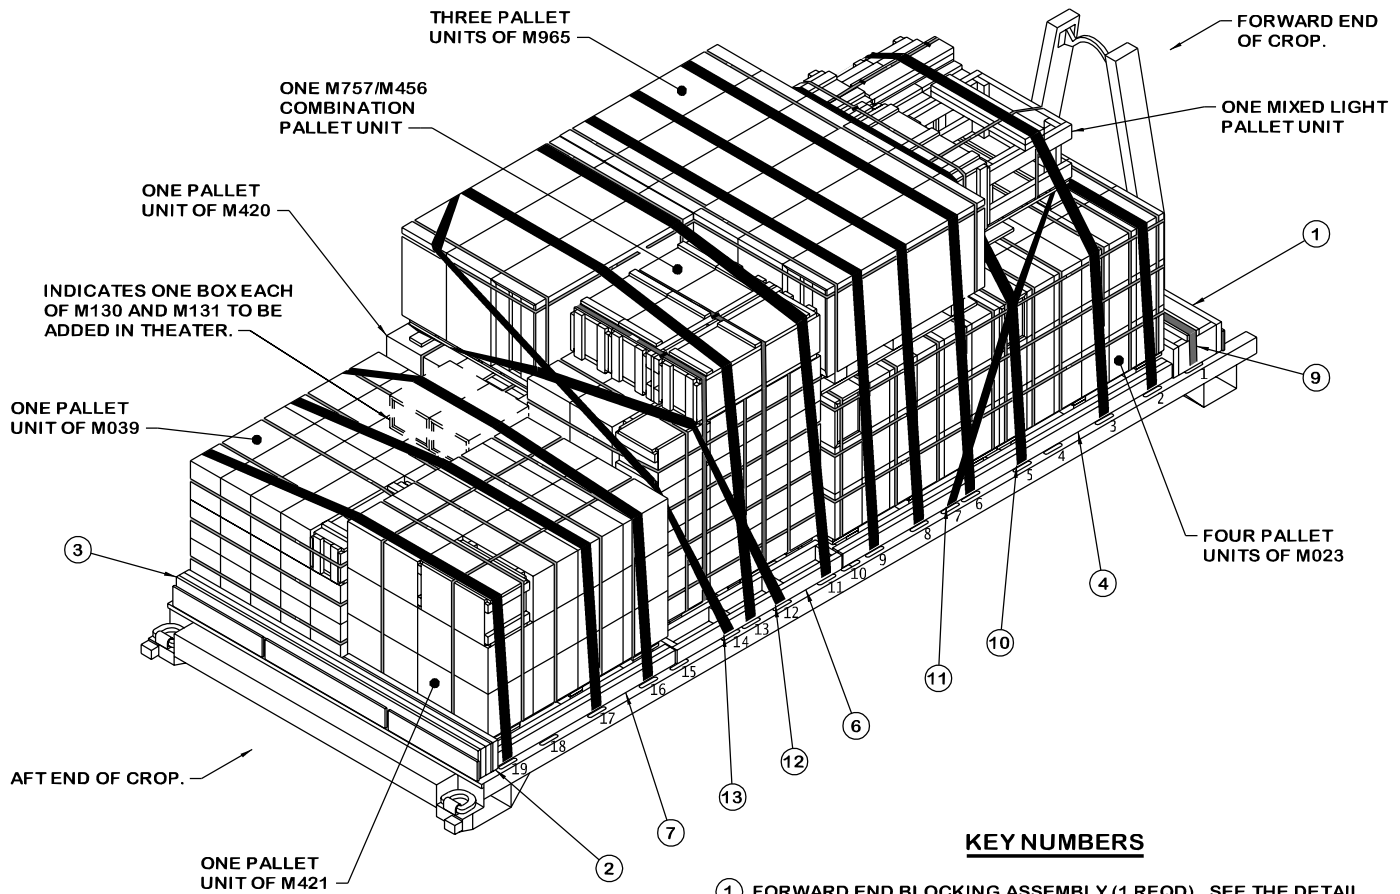 THREE PALLET
UNITS OF M965
FORWARD END
OF CROP.
ONE M757/M456
COMBINATION
PALLET UNIT
ONE MIXED LIGHT
PALLET UNIT
ONE PALLET
UNIT OF M420
1
INDICATES ONE BOX EACH
OF M130 AND M131 TO BE
ADDED IN THEATER.
9
ONE PALLET
UNIT OF M039
1
2
3
4
5
6
7
8
9
10
11
12
13
14
15
16
17
18
19
FOUR PALLET
UNITS OF M023
3
4
10
11
6
12
13
7
2
AFT END OF CROP.
ONE PALLET
UNIT OF M421
KEY NUMBERS
1 FORWARD END BLOCKING ASSEMBLY (1 REQD). SEE THE DETAIL